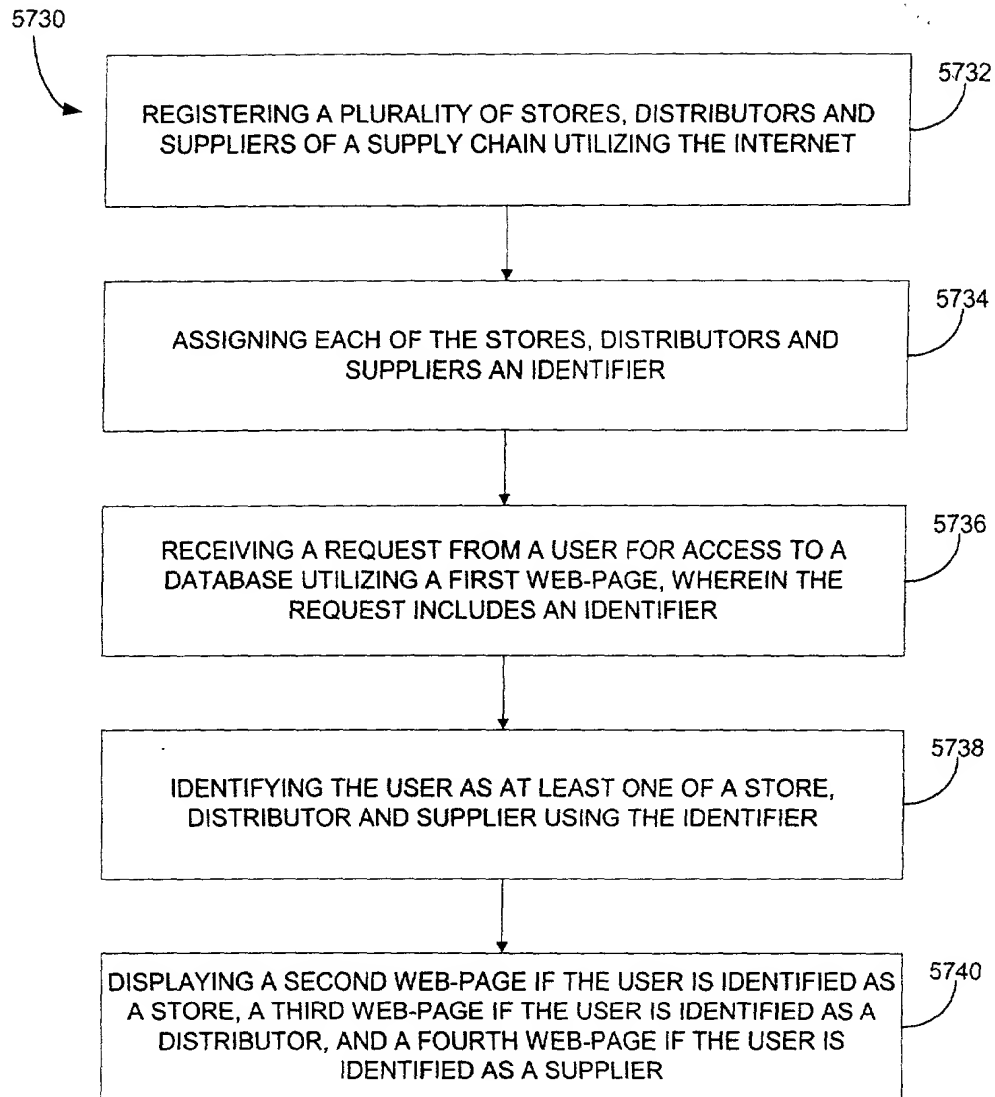 5730
5732
REGISTERING A PLURALITY OF STORES, DISTRIBUTORS AND
SUPPLIERS OF A SUPPLY CHAIN UTILIZING THE INTERNET
5734
ASSIGNING EACH OF THE STORES, DISTRIBUTORS AND
SUPPLIERS AN IDENTIFIER
5736
RECEIVING A REQUEST FROM A USER FOR ACCESS TO A
DATABASE UTILIZING A FIRST WEB-PAGE, WHEREIN THE
REQUEST INCLUDES AN IDENTIFIER
5738
IDENTIFYING THE USER AS AT LEAST ONE OF A STORE,
DISTRIBUTOR AND SUPPLIER USING THE IDENTIFIER
5740
DISPLAYING A SECOND WEB-PAGE IF THE USER IS IDENTIFIED AS
A STORE, A THIRD WEB-PAGE IF THE USER IS IDENTIFIED AS A
DISTRIBUTOR, AND A FOURTH WEB-PAGE IF THE USER IS
IDENTIFIED AS A SUPPLIER